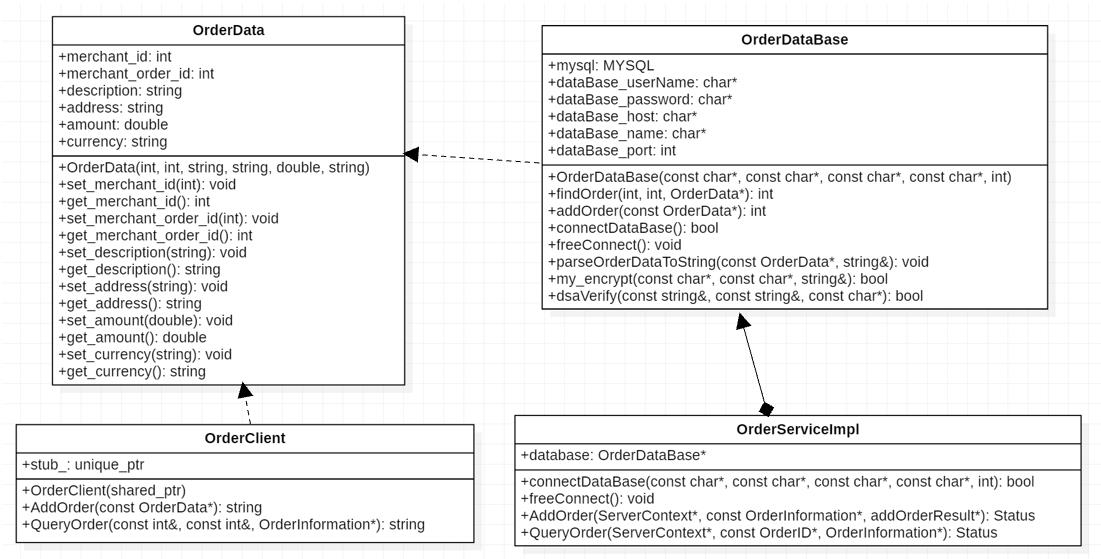 OrderData
+merchant_id: int
+merchant_order_id: int
+description: string
+address: string
+amount: double
+currency: string
+OrderData(int, int, string, string, double, string)
+set_merchant_id(int): void
+get_merchant_id(): int
+set_merchant_order_id(int): void
+get_merchant_order_id(): int
+set_description(string): void
+get_description(): string
+set_address(string): void
+get_address(): string
+set_amount(double): void
+get_amount(): double
+set_currency(string): void
+get_currency(): string
OrderDataBase
+mysql: MYSQL
+dataBase_userName: char*
+dataBase_password: char*
+dataBase_host: char*
+dataBase_name: char*
+dataBase_port: int
+OrderDataBase(const char*, const char*, const char*, const char*, int)
+findOrder(int, int, OrderData*): int
+addOrder(const OrderData*): int
+connectDataBase(): bool
+freeConnect(): void
+parseOrderDataToString(const OrderData*, string&): void
+my_encrypt(const char*, const char*, string&): bool
+dsaVerify(const string&, const string&, const char*): bool
OrderClient
+stub_: unique_ptr
+OrderClient(shared_ptr)
+AddOrder(const OrderData*): string
+QueryOrder(const int&, const int&, OrderInformation*): string
OrderServiceImpl
+database: OrderDataBase*
+connectDataBase(const char*, const char*, const char*, const char*, int): bool
+freeConnect(): void
+AddOrder(ServerContext*, const OrderInformation*, addOrderResult*): Status
+QueryOrder(ServerContext*, const OrderID*, OrderInformation*): Status